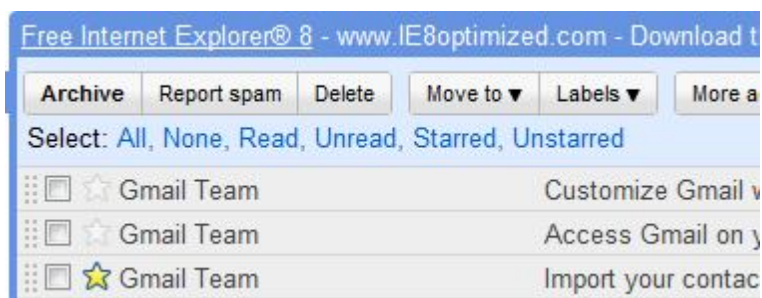 Free Internet Explorer® 8 - www.IE8optimized.com - Download
Archive Report spam Delete Move to ▼ Labels ▼ More
Select: All, None, Read, Unread, Starred, Unstarred
Gmail Team Customize Gmail
Gmail Team Access Gmail on
Gmail Team Import your